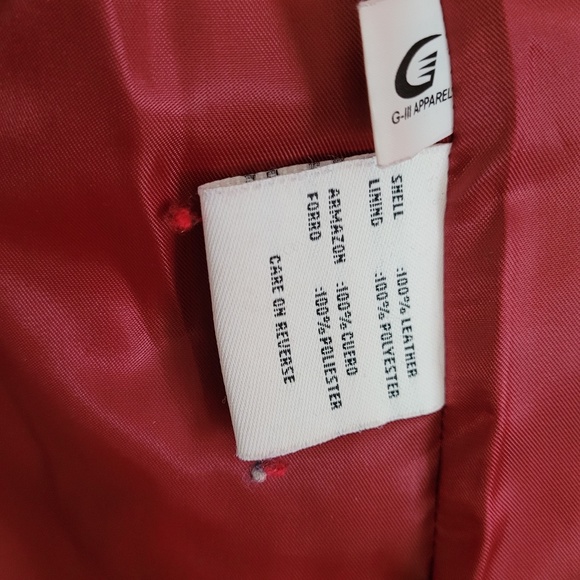 G-III APPAREL
SHELL :100% LEATHER
LINING :100% POLYESTER
ARMAZON :100% CUERO
FORRO :100% POLIESTER
CARE ON REVERSE